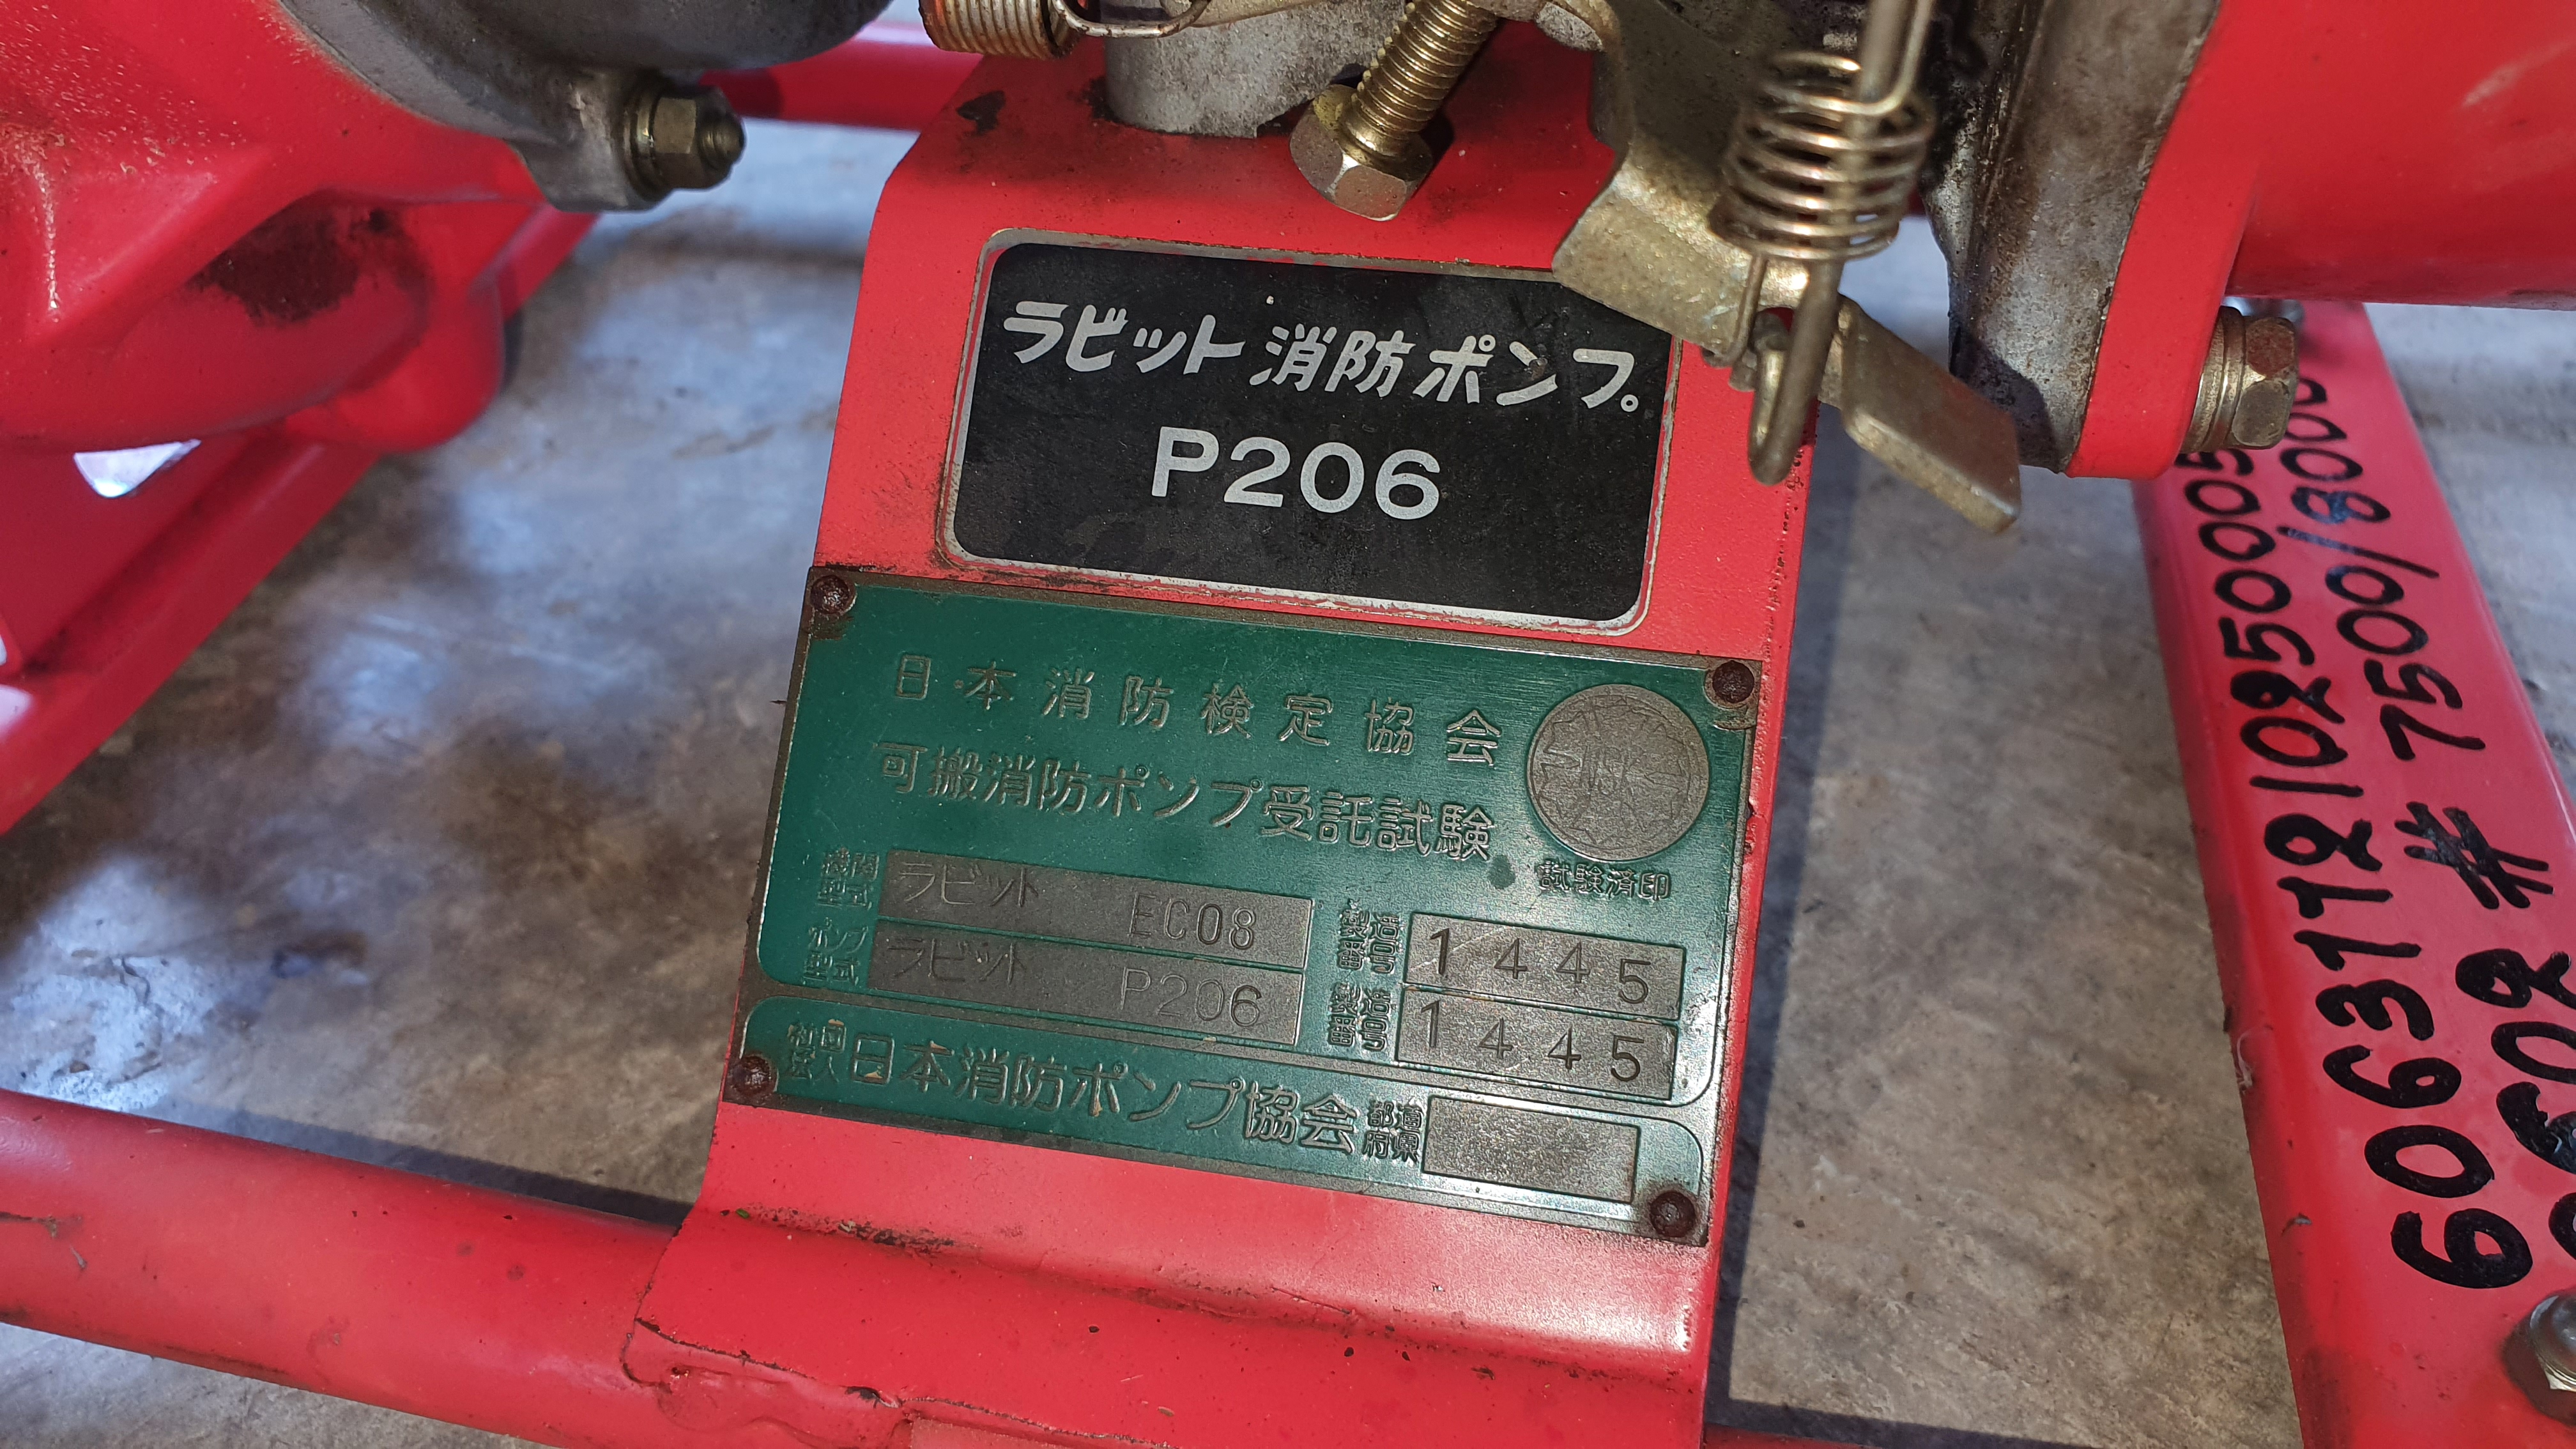 ラビット消防ポンプ
P206
日本消防検定協会
可搬消防ポンプ受託試験
試験済印
機関型式 ラビット EC08 製造番号 1445
ポンプ型式 ラビット P206 製造番号 1445
社団法人 日本消防ポンプ協会 都道府県